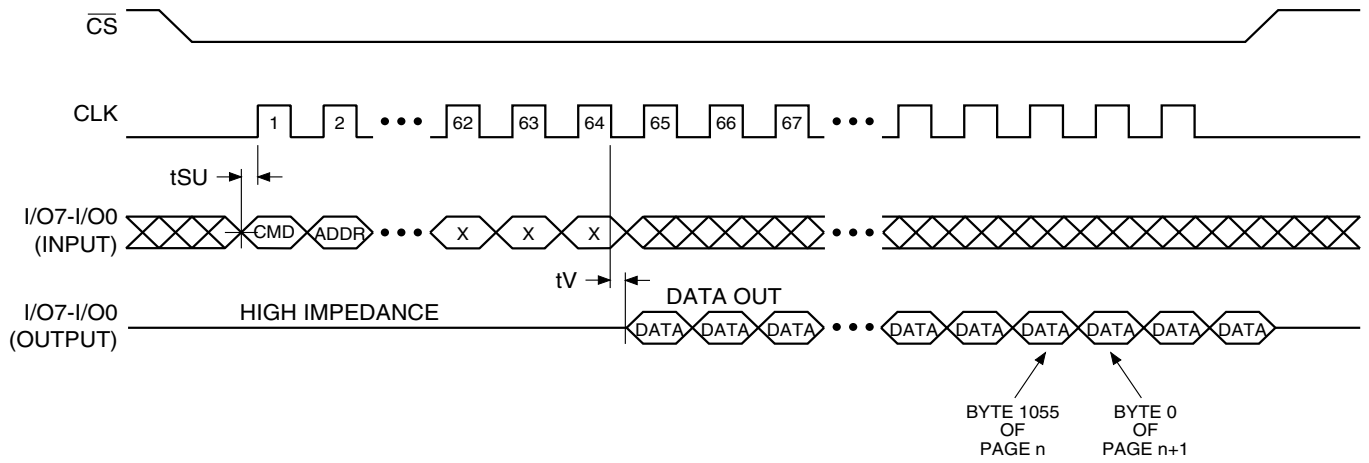 CS
CLK
1 2 ••• 62 63 64 65 66 67 •••
tSU
I/O7-I/O0
(INPUT)
CMD ADDR ••• X X X •••
tV
I/O7-I/O0
(OUTPUT)
HIGH IMPEDANCE
DATA OUT
DATA DATA DATA ••• DATA DATA DATA DATA DATA DATA
BYTE 1055
OF
PAGE n
BYTE 0
OF
PAGE n+1